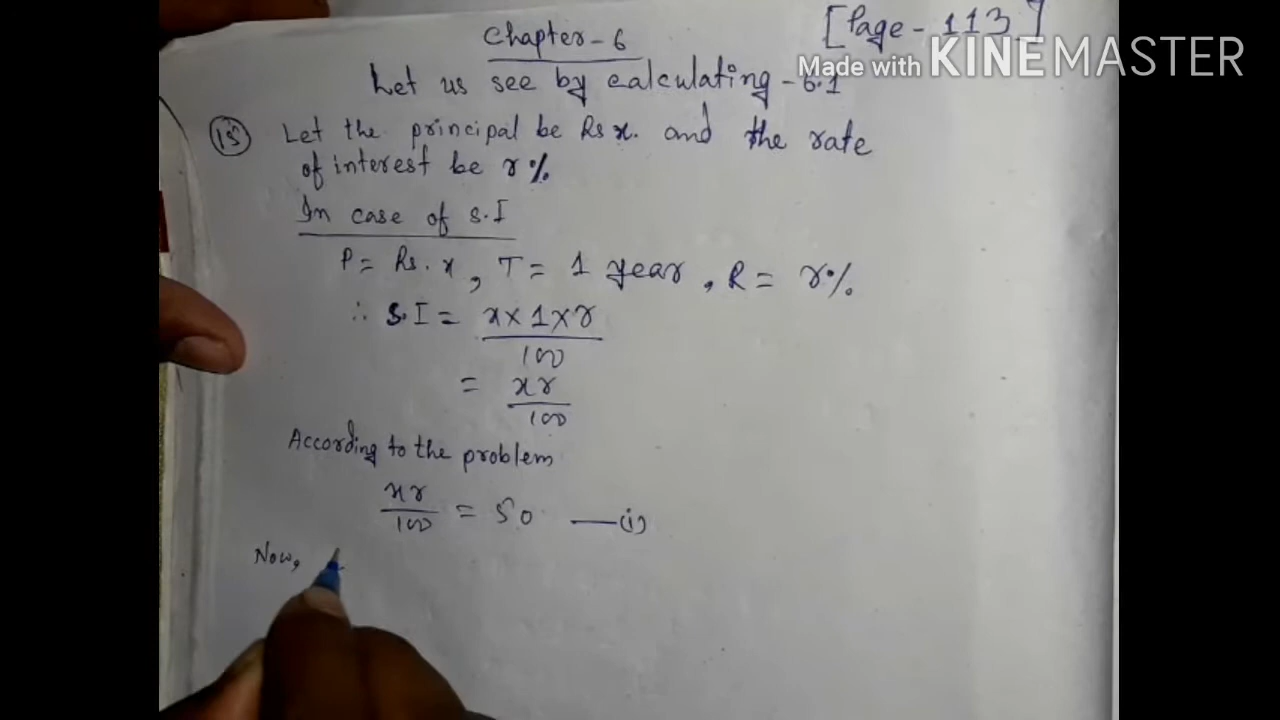 Chapter-6 [Page-113]
Made with KINEMASTER
Let us see by calculating - 6.1
15 Let the principal be Rs x. and the rate
of interest be r%
In case of S.I
P = Rs. x, T = 1 year, R = r%
∴ S.I = x×1×r/100
= xr/100
According to the problem
xr/100 = 50 —(i)
Now,